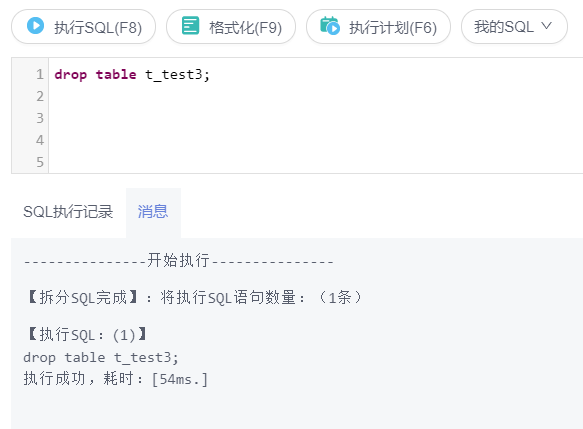 执行SQL(F8) 格式化(F9) 执行计划(F6) 我的SQL
1 drop table t_test3;
2
3
4
5
SQL执行记录 消息
---------------开始执行---------------
【拆分SQL完成】：将执行SQL语句数量：（1条）
【执行SQL：(1)】
drop table t_test3;
执行成功，耗时：[54ms.]